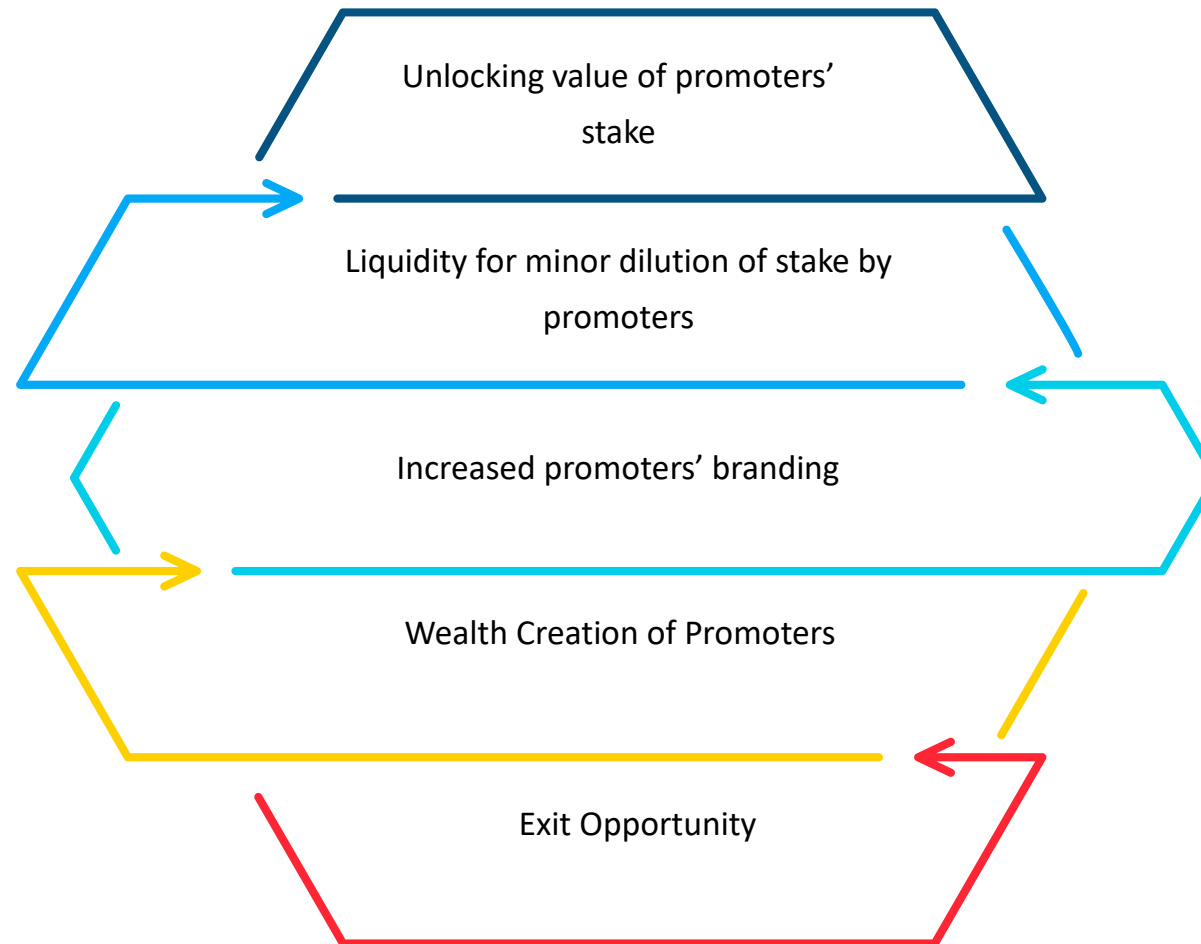 Unlocking value of promoters’
stake
Liquidity for minor dilution of stake by
promoters
Increased promoters’ branding
Wealth Creation of Promoters
Exit Opportunity